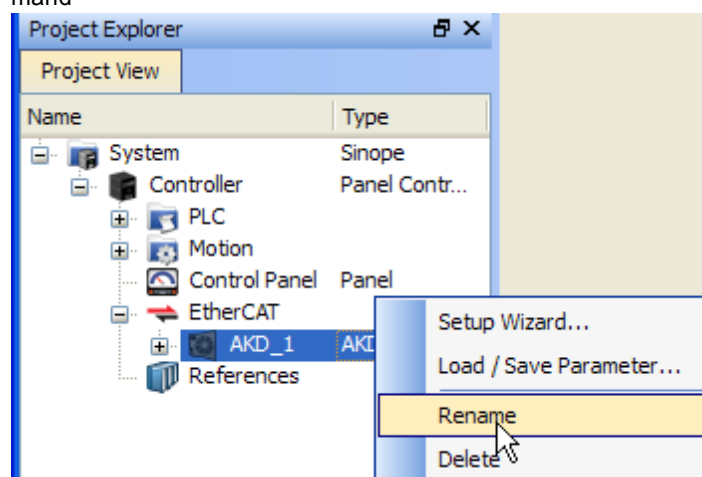 mand
Project Explorer
Project View
Name Type
System Sinope
Controller Panel Contr...
PLC
Motion
Control Panel Panel
EtherCAT
AKD_1 AKD
References
Setup Wizard...
Load / Save Parameter...
Rename
Delete